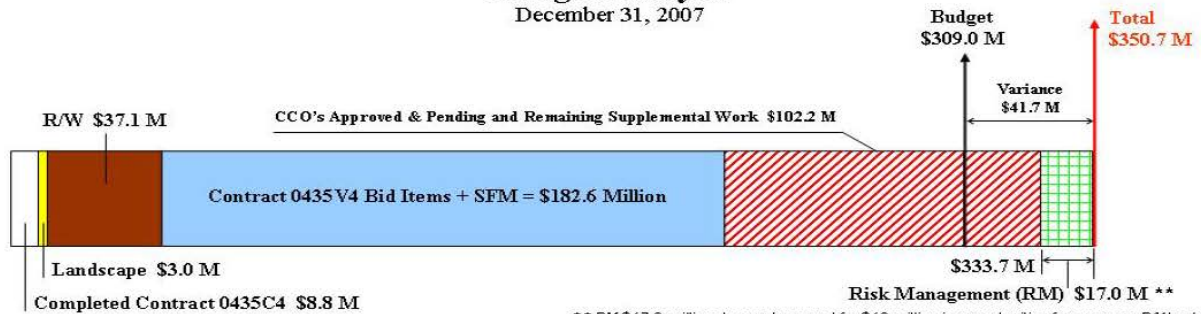 December 31, 2007
Budget
$309.0 M
Total
$350.7 M
Variance
$41.7 M
R/W $37.1 M
CCO's Approved & Pending and Remaining Supplemental Work $102.2 M
Contract 0435V4 Bid Items + SFM = $182.6 Million
Landscape $3.0 M
$333.7 M
Completed Contract 0435C4 $8.8 M
Risk Management (RM) $17.0 M **